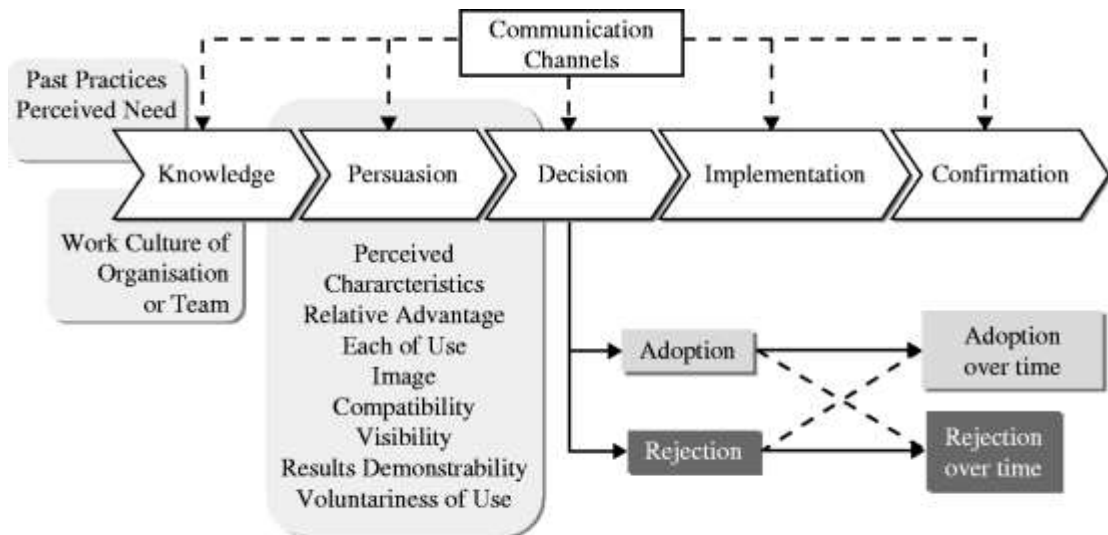 Communication
Channels
Past Practices
Perceived Need
Knowledge
Persuasion
Decision
Implementation
Confirmation
Work Culture of
Organisation
or Team
Perceived
Chararcteristics
Relative Advantage
Each of Use
Image
Compatibility
Visibility
Results Demonstrability
Voluntariness of Use
Adoption
Adoption
over time
Rejection
Rejection
over time